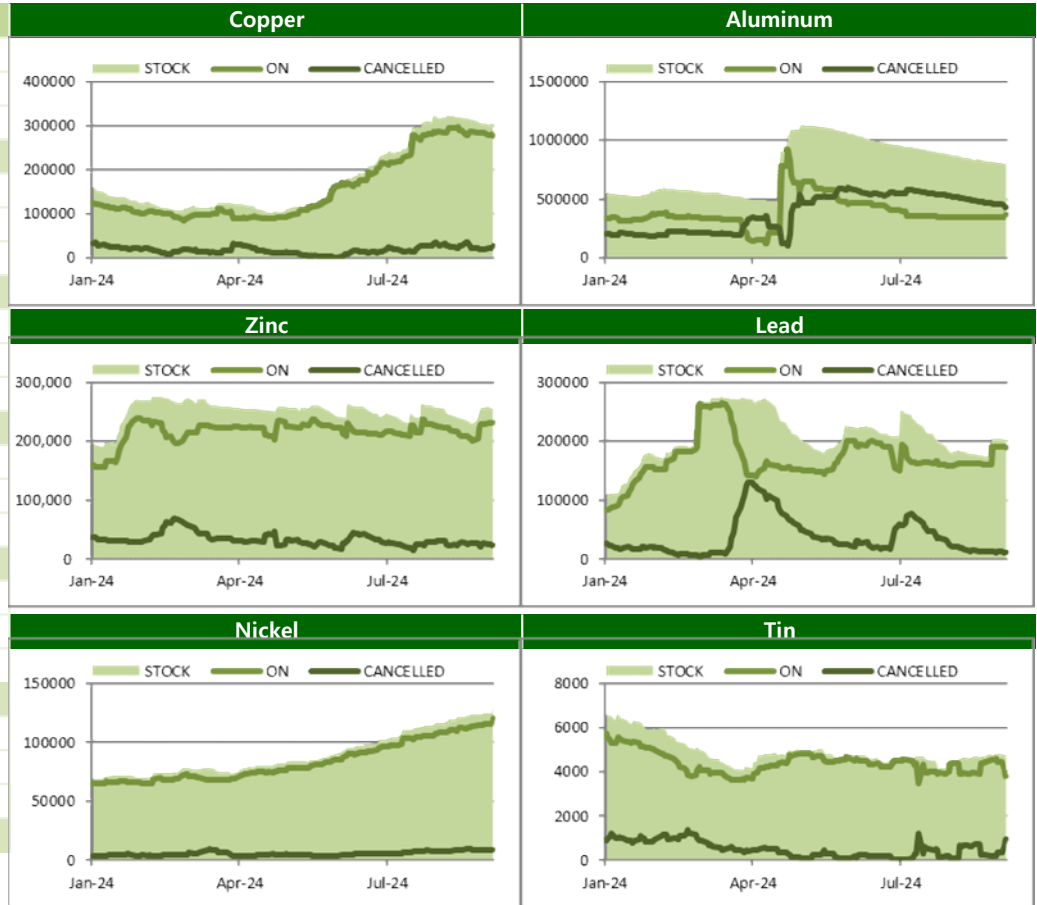 Copper Aluminum
STOCK ON CANCELLED
400000
300000
200000
100000
0
Jan-24 Apr-24 Jul-24
STOCK ON CANCELLED
1500000
1000000
500000
0
Jan-24 Apr-24 Jul-24
Zinc Lead
STOCK ON CANCELLED
300,000
200,000
100,000
0
Jan-24 Apr-24 Jul-24
STOCK ON CANCELLED
300000
200000
100000
0
Jan-24 Apr-24 Jul-24
Nickel Tin
STOCK ON CANCELLED
150000
100000
50000
0
Jan-24 Apr-24 Jul-24
STOCK ON CANCELLED
8000
6000
4000
2000
0
Jan-24 Apr-24 Jul-24